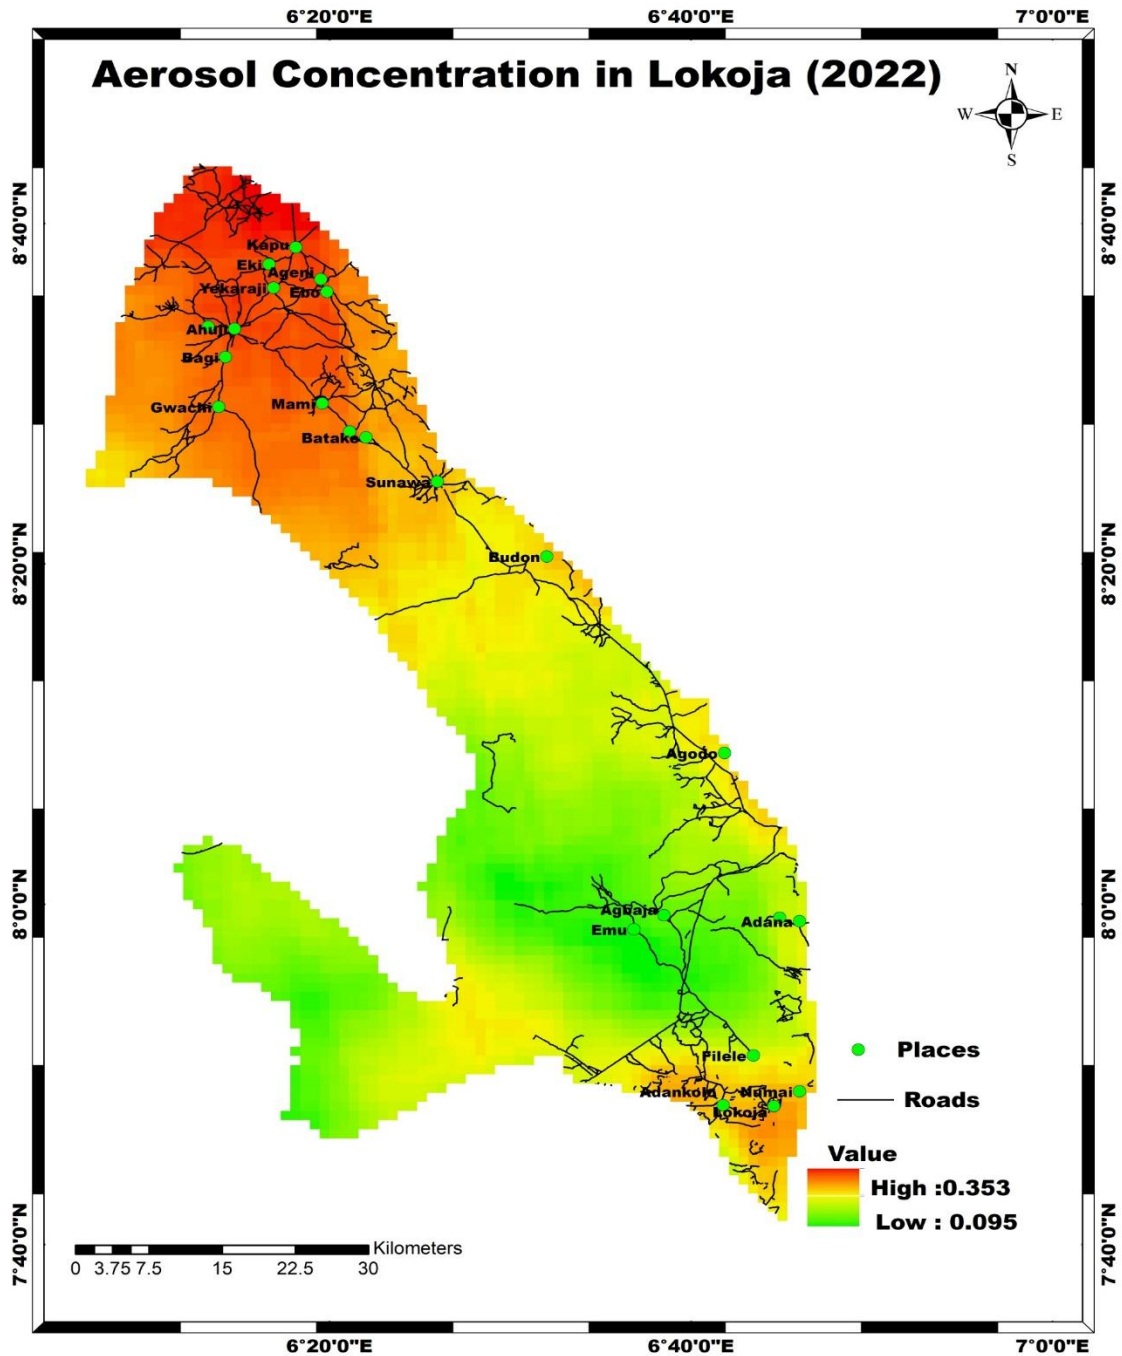 6°20'0"E 6°40'0"E 7°0'0"E
Aerosol Concentration in Lokoja (2022)
N
W E
S
8°40'0"N 8°40'0"N
Kapu
Eki
Ageni
Yekaraji
Ebo
Ahuji
Bagi
Mami
Gwachi
Batake
Sunawa
8°20'0"N 8°20'0"N
Budon
Agodo
8°0'0"N 8°0'0"N
Agbaja
Adana
Emu
Filele
Places
Adankolo
Numai
Roads
Lokoja
Value
High :0.353
Low : 0.095
7°40'0"N 7°40'0"N
Kilometers
0 3.75 7.5 15 22.5 30
6°20'0"E 6°40'0"E 7°0'0"E